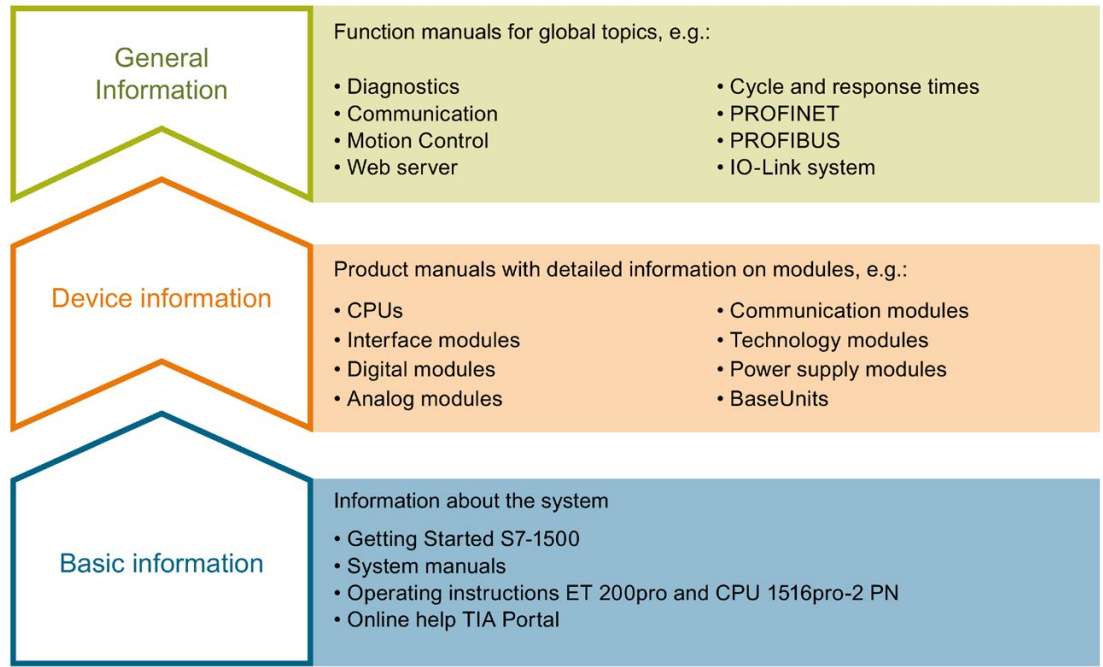 General
Information
Function manuals for global topics, e.g.:
• Diagnostics
• Communication
• Motion Control
• Web server
• Cycle and response times
• PROFINET
• PROFIBUS
• IO-Link system
Device information
Product manuals with detailed information on modules, e.g.:
• CPUs
• Interface modules
• Digital modules
• Analog modules
• Communication modules
• Technology modules
• Power supply modules
• BaseUnits
Basic information
Information about the system
• Getting Started S7-1500
• System manuals
• Operating instructions ET 200pro and CPU 1516pro-2 PN
• Online help TIA Portal